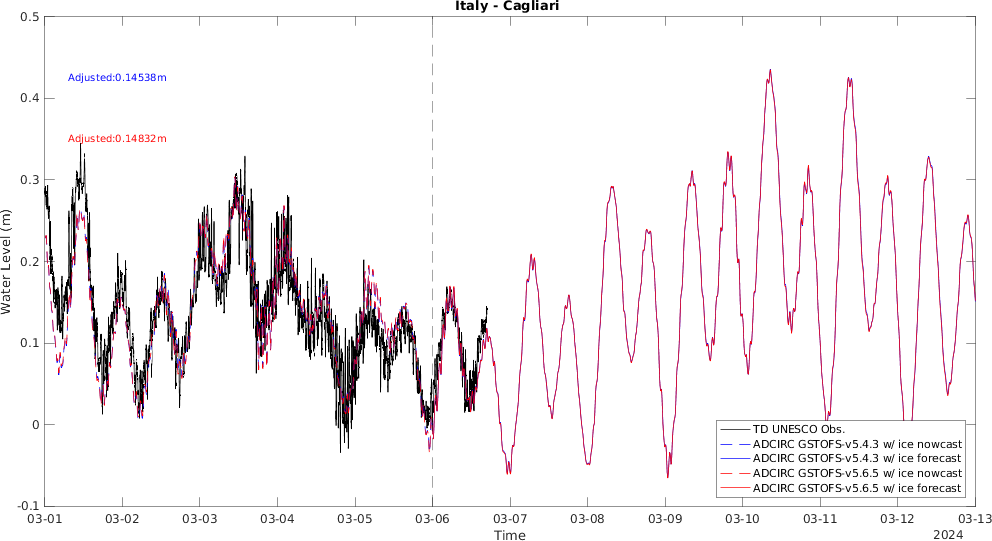 Italy - Cagliari
0.5
0.4
0.3
0.2
0.1
0
-0.1
Water Level (m)
Adjusted:0.14538m
Adjusted:0.14832m
TD UNESCO Obs.
ADCIRC GSTOFS-v5.4.3 w/ ice nowcast
ADCIRC GSTOFS-v5.4.3 w/ ice forecast
ADCIRC GSTOFS-v5.6.5 w/ ice nowcast
ADCIRC GSTOFS-v5.6.5 w/ ice forecast
03-01 03-02 03-03 03-04 03-05 03-06 03-07 03-08 03-09 03-10 03-11 03-12 03-13
Time
2024